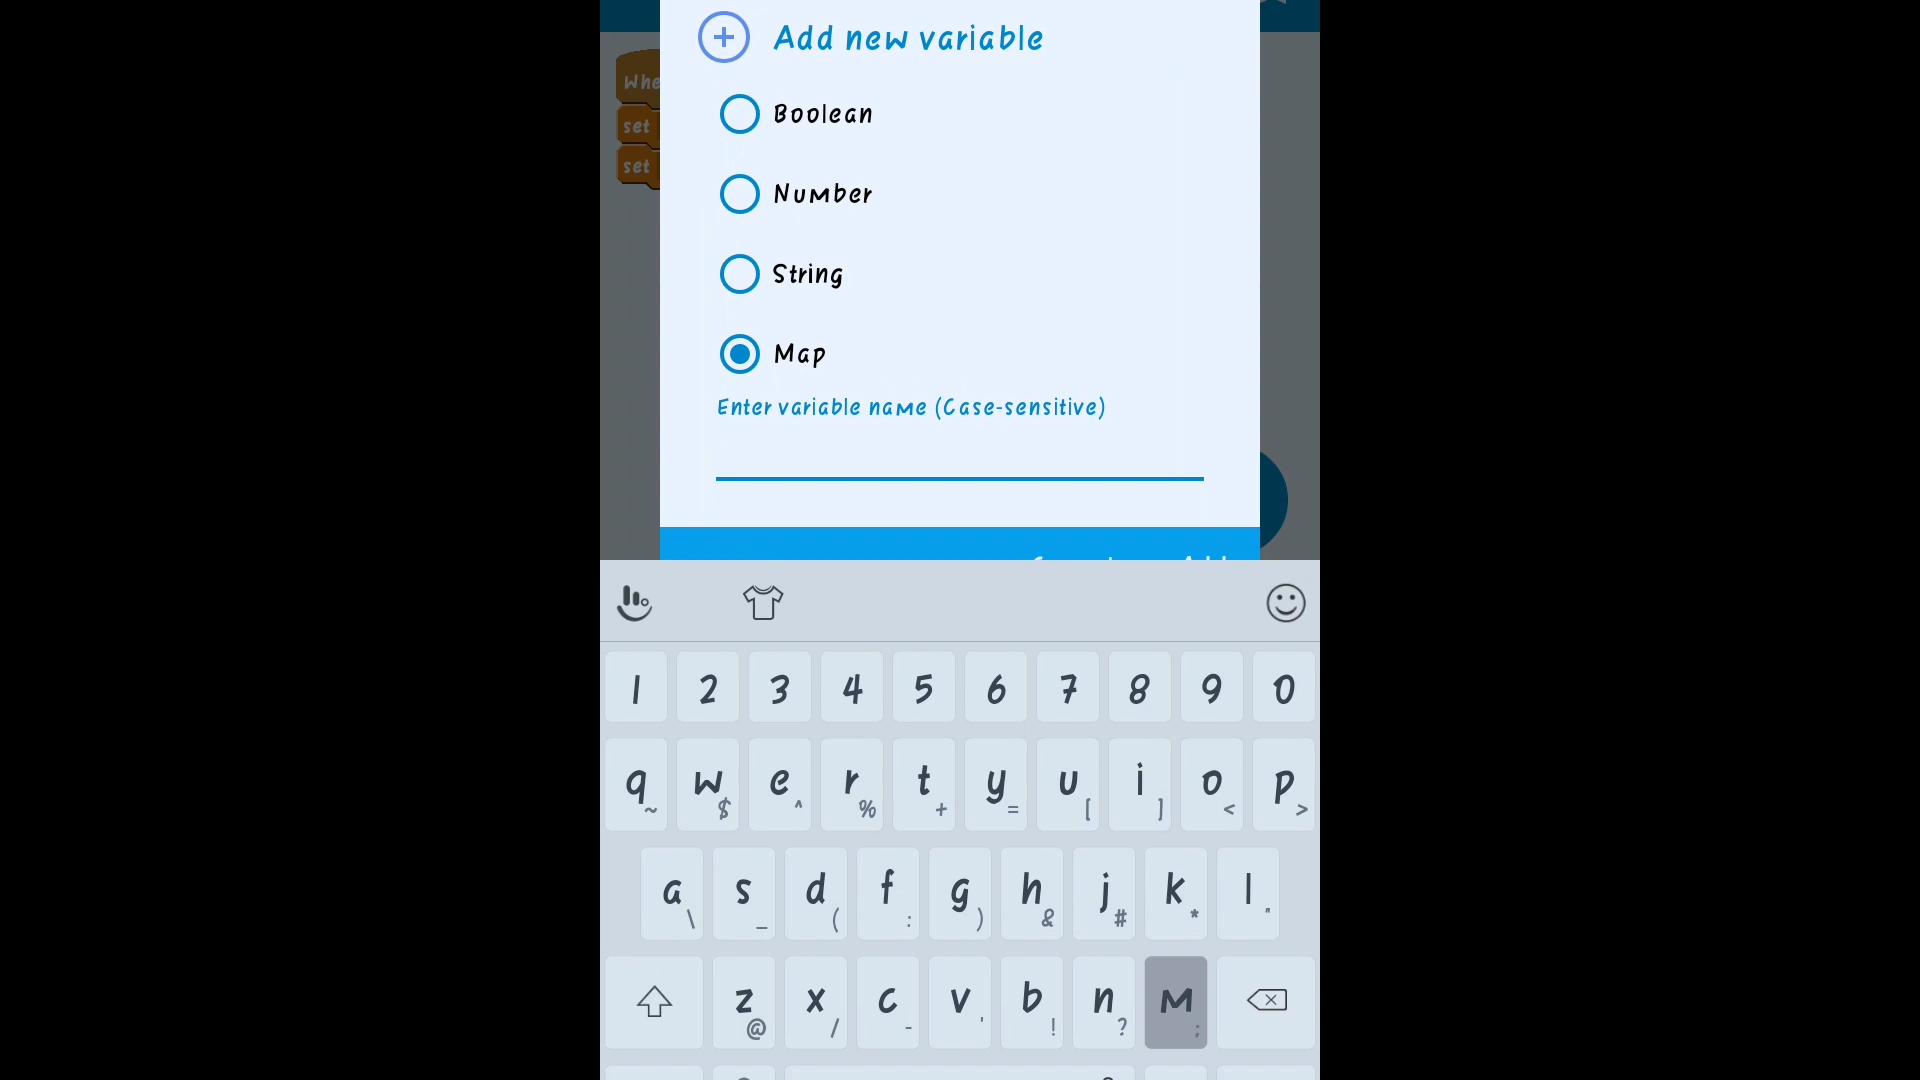 Add new variable
Whe
Boolean
set
set
Number
String
Map
Enter variable name (Case-sensitive)
1 2 3 4 5 6 7 8 9 0
q w e r t y u i o p
~ $ ^ % + = [ ] < >
a s d f g h j k l
\ _ ( : ) & # * "
z x c v b n m
@ / - ' ! ? ;